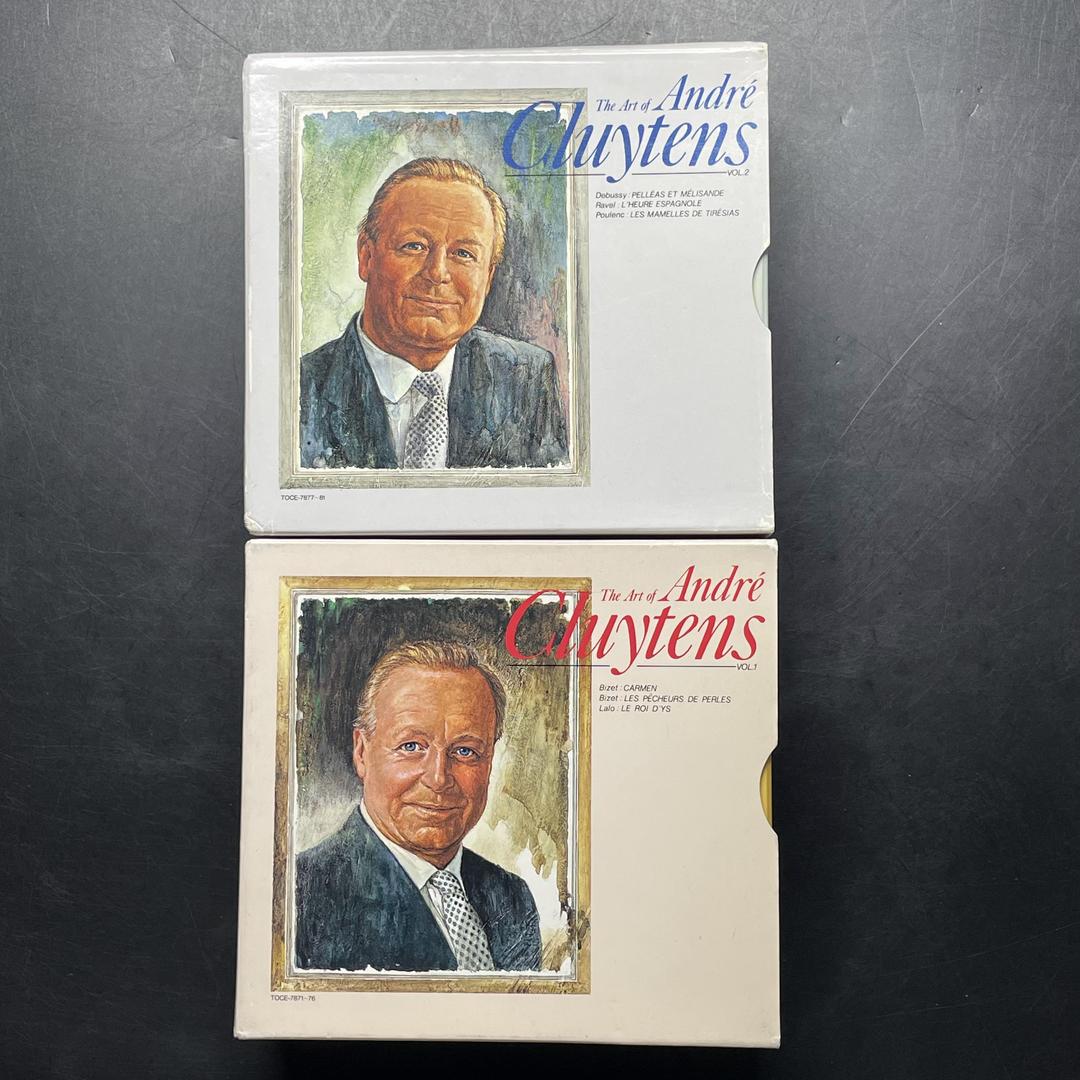 The Art of André
Cluytens
VOL.2
Debussy : PELLÉAS ET MÉLISANDE
Ravel : L'HEURE ESPAGNOLE
Poulenc : LES MAMELLES DE TIRÉSIAS
TOCE-7877~81
The Art of André
Cluytens
VOL.1
Bizet : CARMEN
Bizet : LES PÊCHEURS DE PERLES
Lalo : LE ROI D'YS
TOCE-7871~76